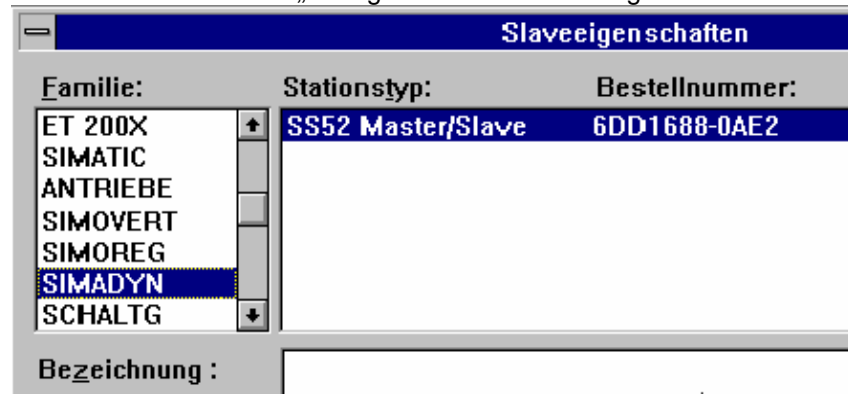 Slaveeigenschaften
Familie: Stationstyp: Bestellnummer:
ET 200X SS52 Master/Slave 6DD1688-0AE2
SIMATIC
ANTRIEBE
SIMOVERT
SIMOREG
SIMADYN
SCHALTG
Bezeichnung :